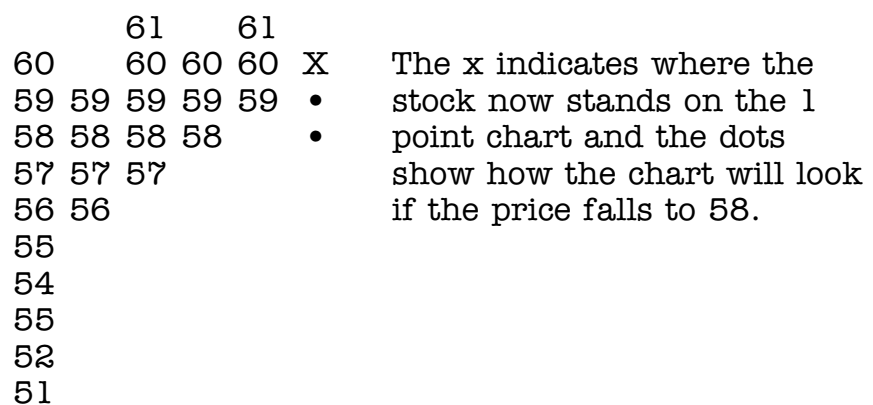 61 61
60 60 60 60 X The x indicates where the
59 59 59 59 59 • stock now stands on the 1
58 58 58 58 • point chart and the dots
57 57 57 show how the chart will look
56 56 if the price falls to 58.
55
54
55
52
51